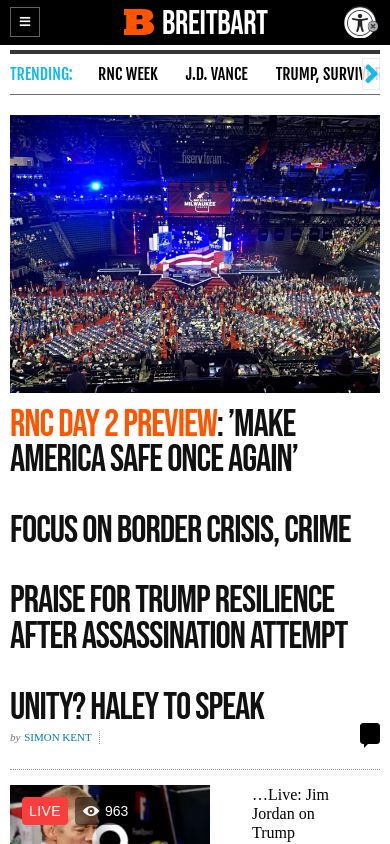 BREITBART
TRENDING: RNC WEEK J.D. VANCE TRUMP, SURVIV
fiserv.forum
MILWAUKEE
RNC DAY 2 PREVIEW: ’MAKE
AMERICA SAFE ONCE AGAIN’
FOCUS ON BORDER CRISIS, CRIME
PRAISE FOR TRUMP RESILIENCE
AFTER ASSASSINATION ATTEMPT
UNITY? HALEY TO SPEAK
by SIMON KENT
LIVE 963
…Live: Jim
Jordan on
Trump